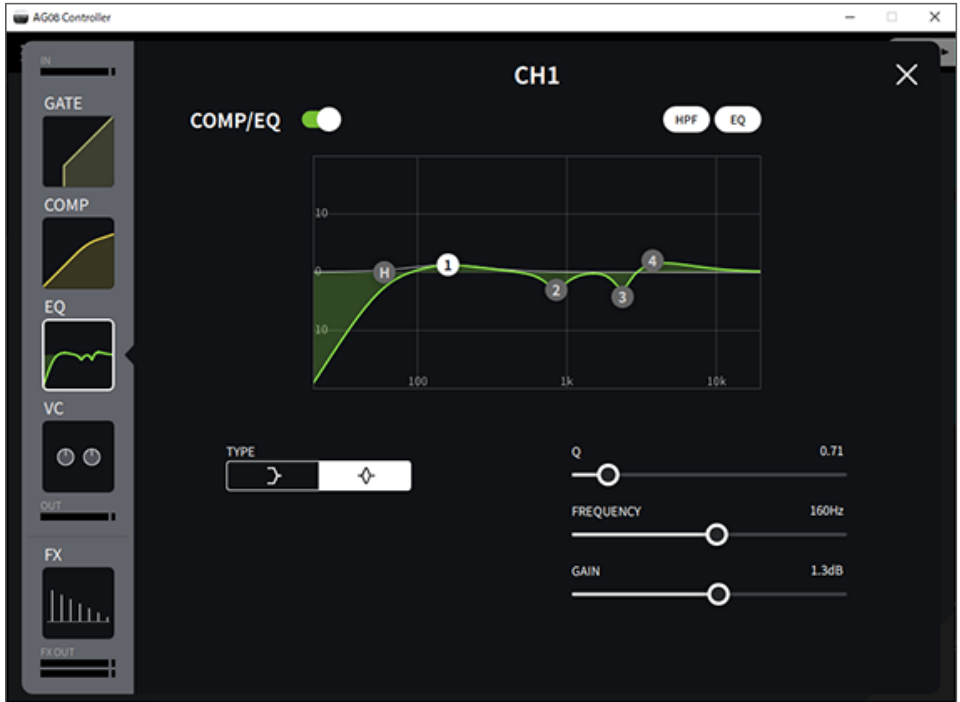 AG08 Controller
IN
CH1
GATE
COMP/EQ
HPF
EQ
COMP
10
0
H
1
2
3
4
10
100
1k
10k
EQ
VC
OUT
TYPE
Q
0.71
FREQUENCY
160Hz
GAIN
1.3dB
FX
FX OUT